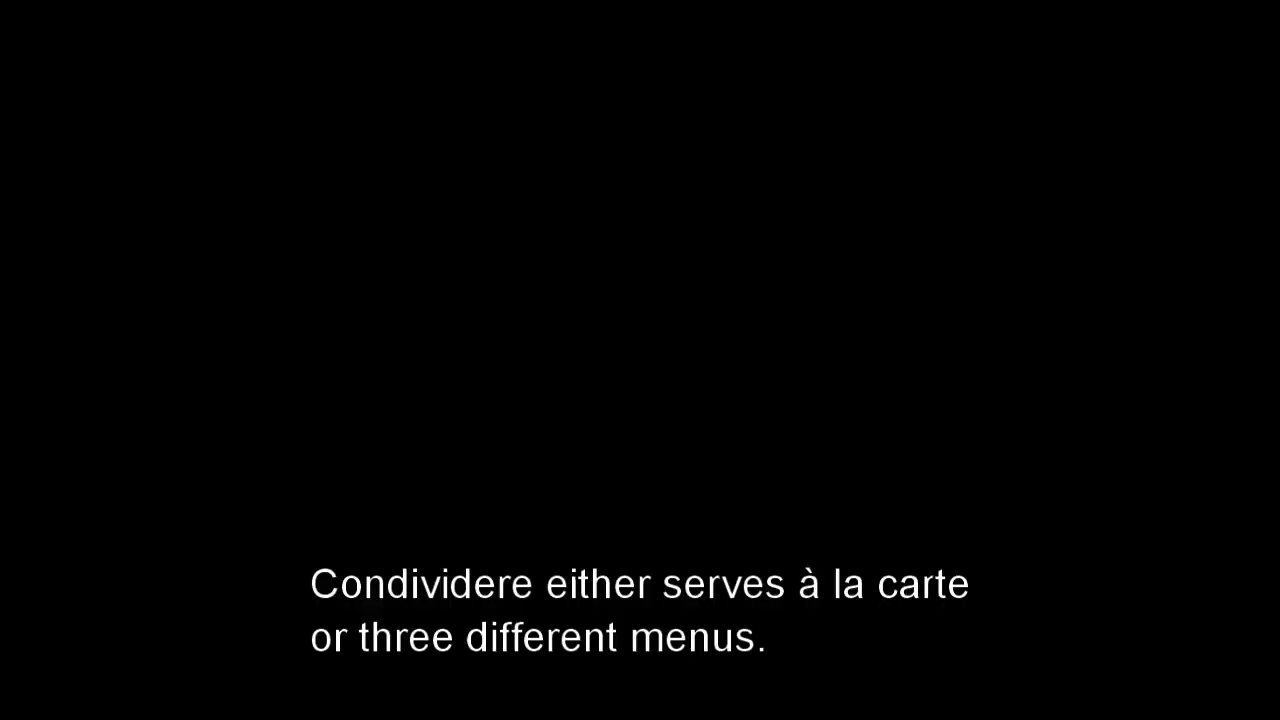 Condividere either serves à la carte
or three different menus.